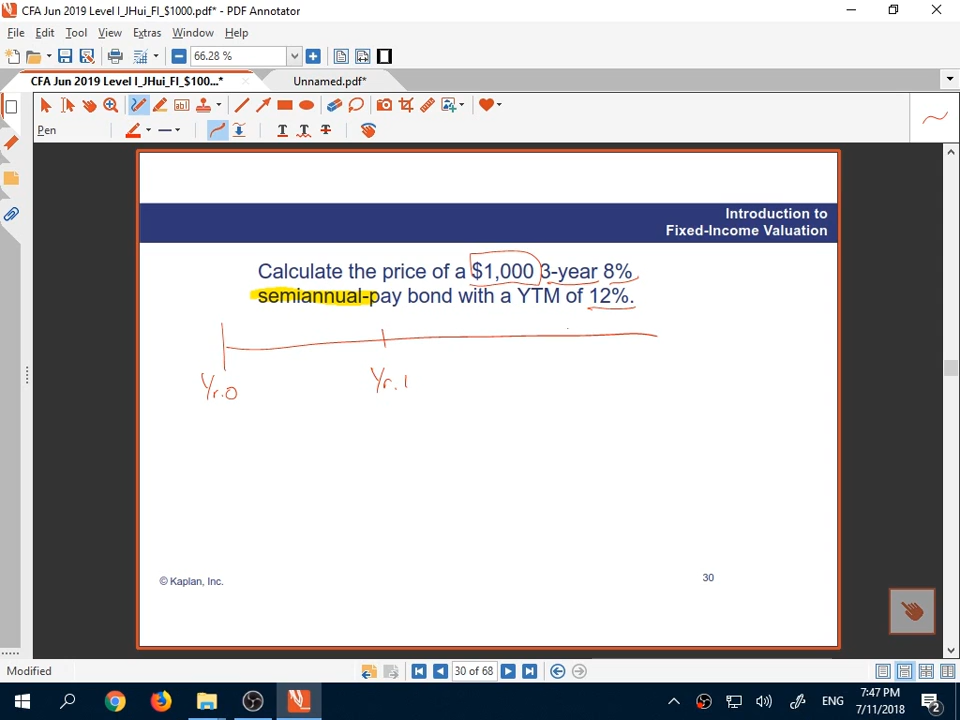 CFA Jun 2019 Level I_JHui_FI_$1000.pdf* - PDF Annotator
File Edit Tool View Extras Window Help
66.28 %
CFA Jun 2019 Level I_JHui_FI_$100...*
Unnamed.pdf*
Pen
Introduction to
Fixed-Income Valuation
Calculate the price of a $1,000 3-year 8%
semiannual-pay bond with a YTM of 12%.
Yr.0 Yr.1
© Kaplan, Inc.
30
Modified
30 of 68
ENG
7:47 PM
7/11/2018
2